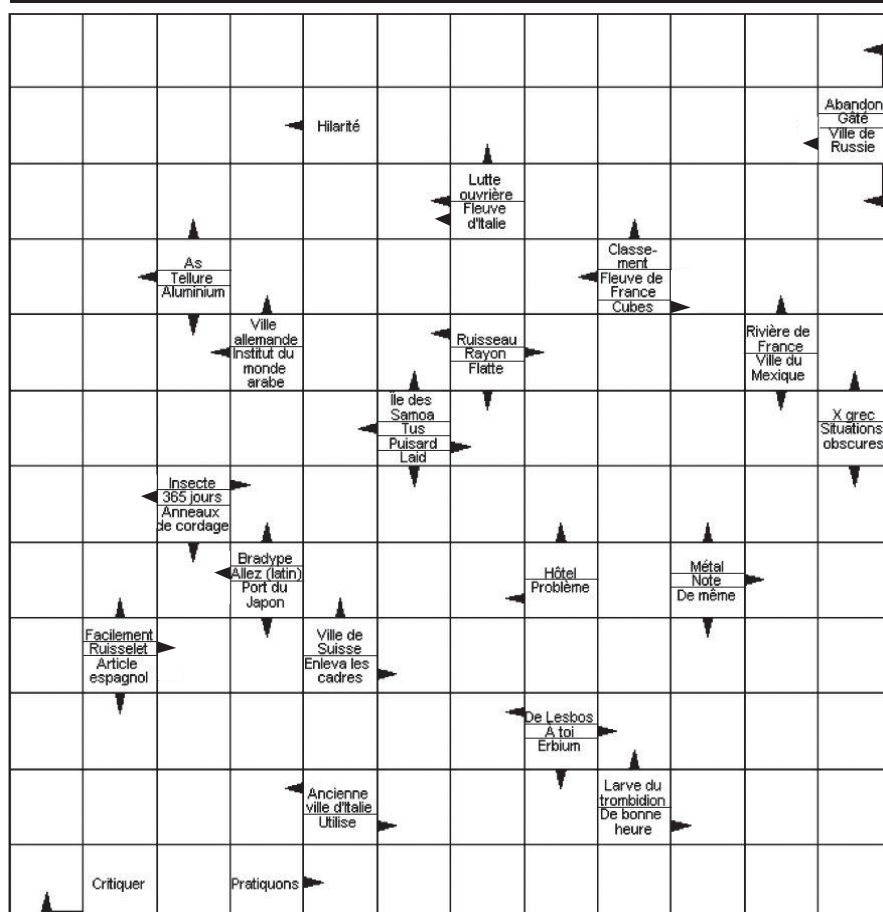 Hilarité
Abandon
Gâté
Ville de
Russie
Lutte
ouvrière
Fleuve
d'Italie
As
Tellure
Aluminium
Classe-
ment
Fleuve de
France
Cubes
Ville
allemande
Institut du
monde
arabe
Ruisseau
Rayon
Flatte
Rivière de
France
Ville du
Mexique
Île des
Samoa
Tus
Puisard
Laid
X grec
Situations
obscures
Insecte
365 jours
Anneaux
de cordage
Bradype
Allez (latin)
Port du
Japon
Hôtel
Problème
Métal
Note
De même
Facilement
Ruisselet
Article
espagnol
Ville de
Suisse
Enleva les
cadres
De Lesbos
À toi
Erbium
Ancienne
ville d'Italie
Utilise
Larve du
trombidion
De bonne
heure
Critiquer
Pratiquons